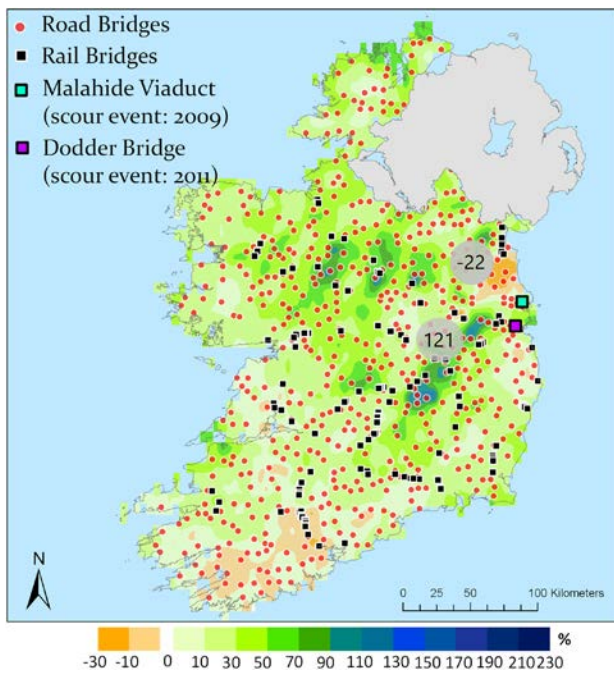 Road Bridges
Rail Bridges
Malahide Viaduct
(scour event: 2009)
Dodder Bridge
(scour event: 2011)
-22
121
N
0 25 50 100 Kilometers
%
-30 -10 0 10 30 50 70 90 110 130 150 170 190 210 230